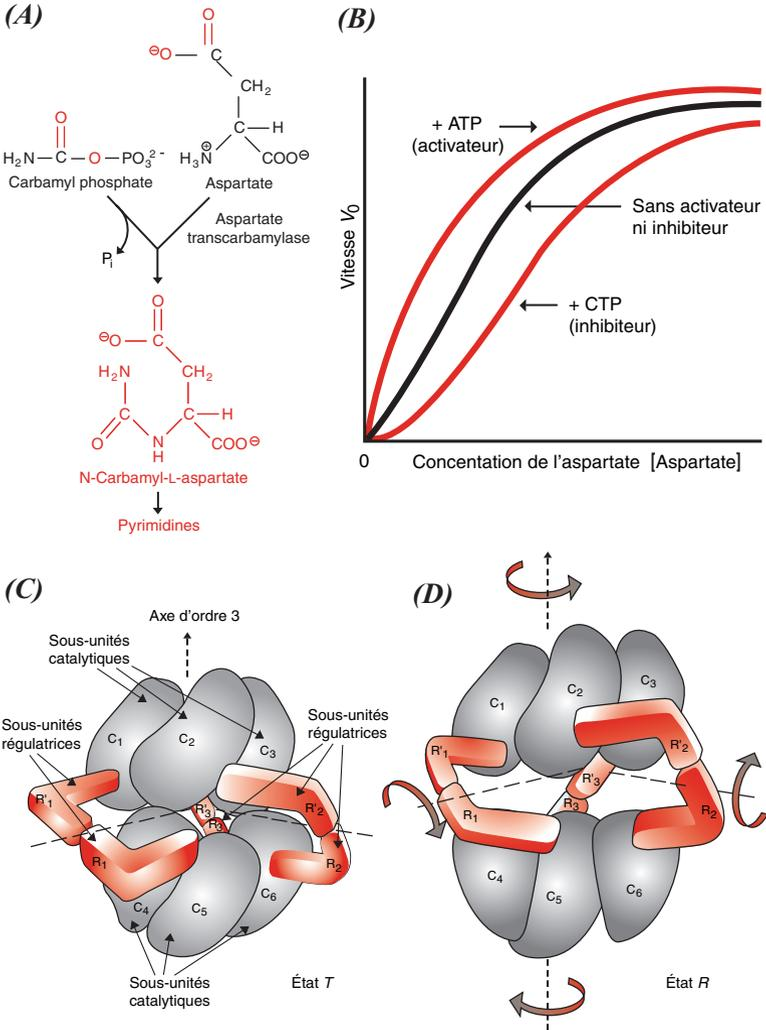 (A)
O
⊖O
C
CH₂
O
C
H
H₂N
C
O
PO₃²⁻
H₃N⊕
COO⊖
Carbamyl phosphate
Aspartate
Aspartate
transcarbamylase
Pi
O
⊖O
C
H₂N
CH₂
C
C
H
O
N
H
COO⊖
N-Carbamyl-L-aspartate
Pyrimidines
(B)
Vitesse V0
+ ATP
(activateur)
Sans activateur
ni inhibiteur
+ CTP
(inhibiteur)
0
Concentation de l'aspartate [Aspartate]
(C)
Axe d'ordre 3
Sous-unités
catalytiques
Sous-unités
régulatrices
Sous-unités
régulatrices
C1
C2
C3
R'1
R'3
R'2
R3
R1
R2
C4
C5
C6
Sous-unités
catalytiques
État T
(D)
C1
C2
C3
R'1
R'2
R'3
R3
R1
R2
C4
C5
C6
État R